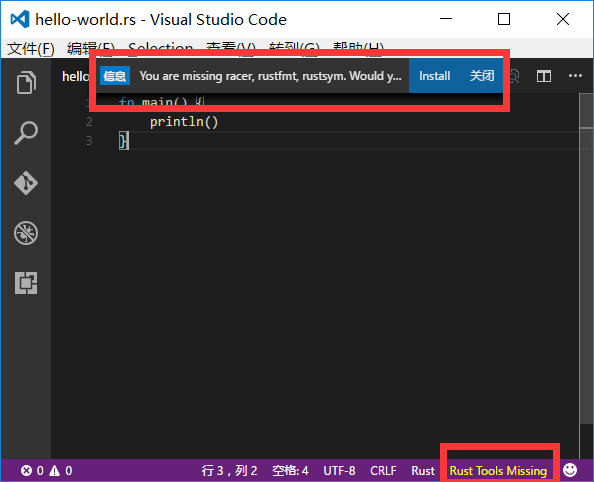 hello-world.rs - Visual Studio Code
文件(F) 编辑(E) Selection 查看(V) 转到(G) 帮助(H)
hello
信息 You are missing racer, rustfmt, rustsym. Would y... Install 关闭
1 fn main() {
2 println()
3 }
0 0 行 3，列 2 空格: 4 UTF-8 CRLF Rust Rust Tools Missing